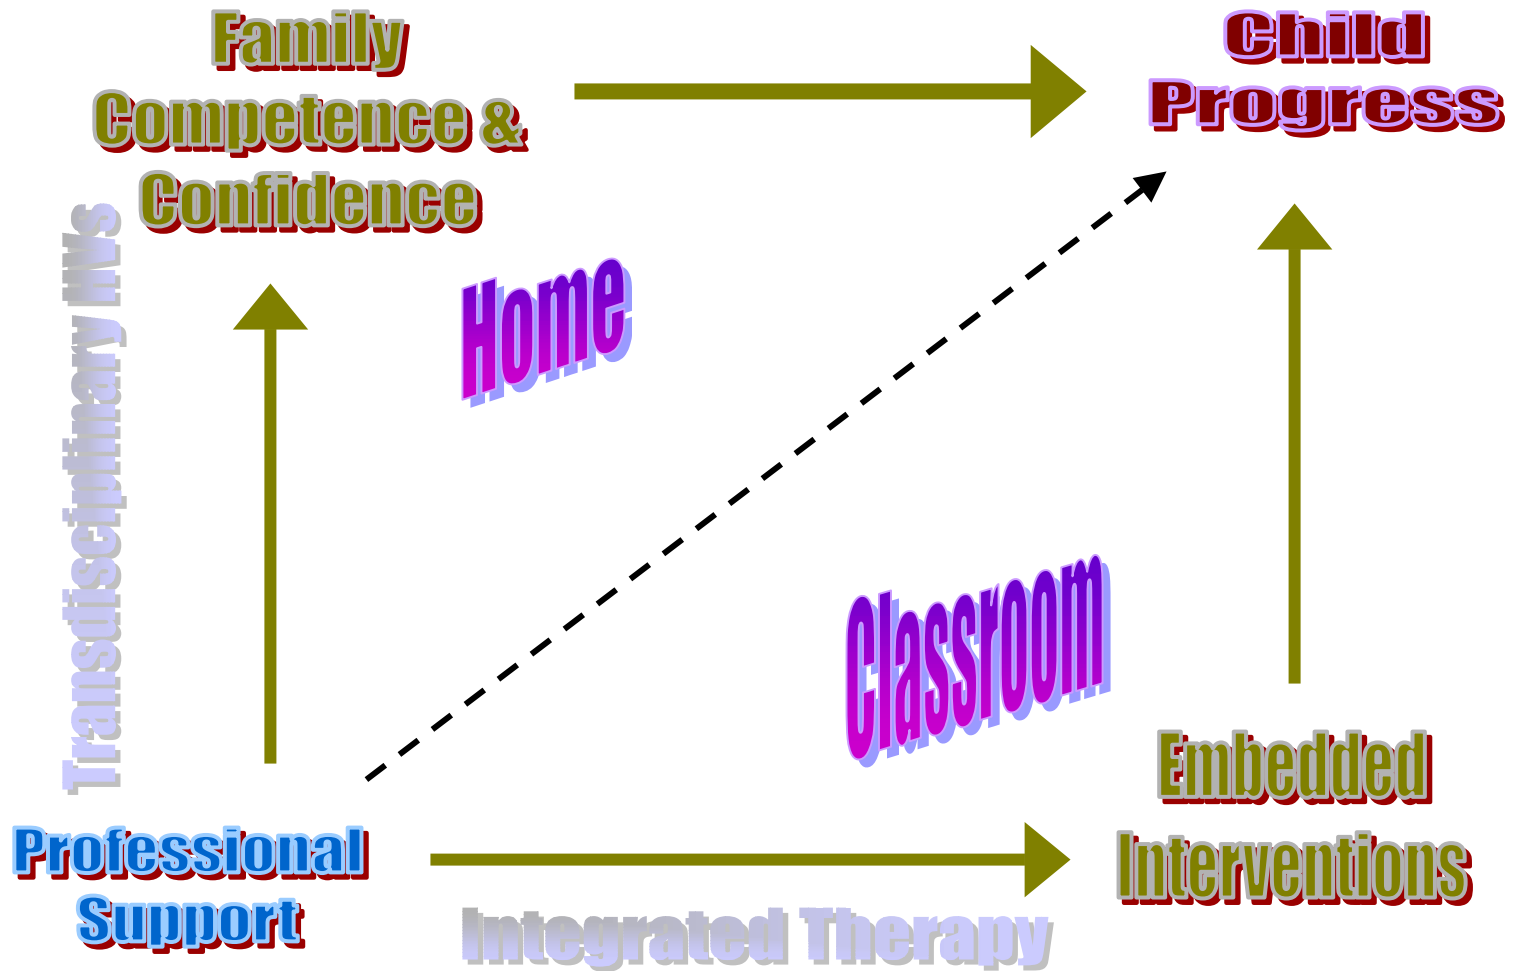 Family
Competence &
Confidence
Child
Progress
Transdisciplinary HVs
Home
Classroom
Embedded
Interventions
Professional
Support
Integrated Therapy